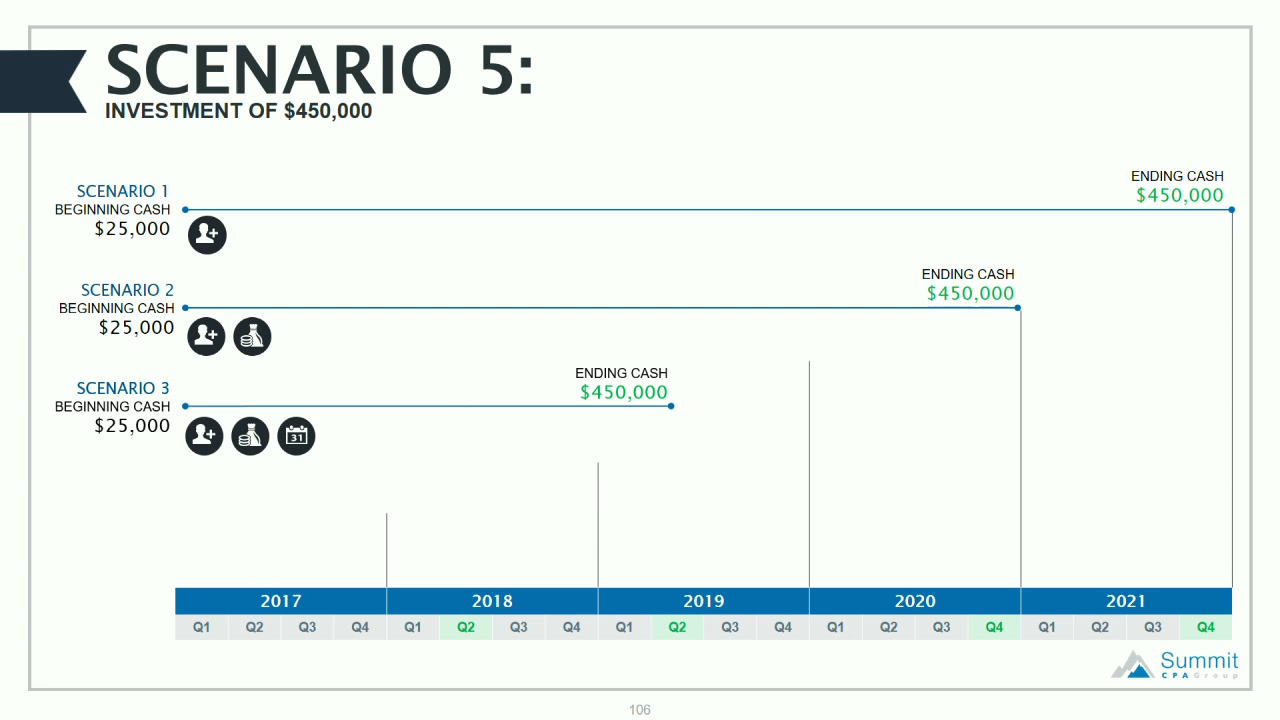 SCENARIO 5:
INVESTMENT OF $450,000
ENDING CASH
$450,000
SCENARIO 1
BEGINNING CASH
$25,000
ENDING CASH
$450,000
SCENARIO 2
BEGINNING CASH
$25,000
ENDING CASH
$450,000
SCENARIO 3
BEGINNING CASH
$25,000
31
2017 2018 2019 2020 2021
Q1 Q2 Q3 Q4 Q1 Q2 Q3 Q4 Q1 Q2 Q3 Q4 Q1 Q2 Q3 Q4 Q1 Q2 Q3 Q4
Summit
CPA Group
106